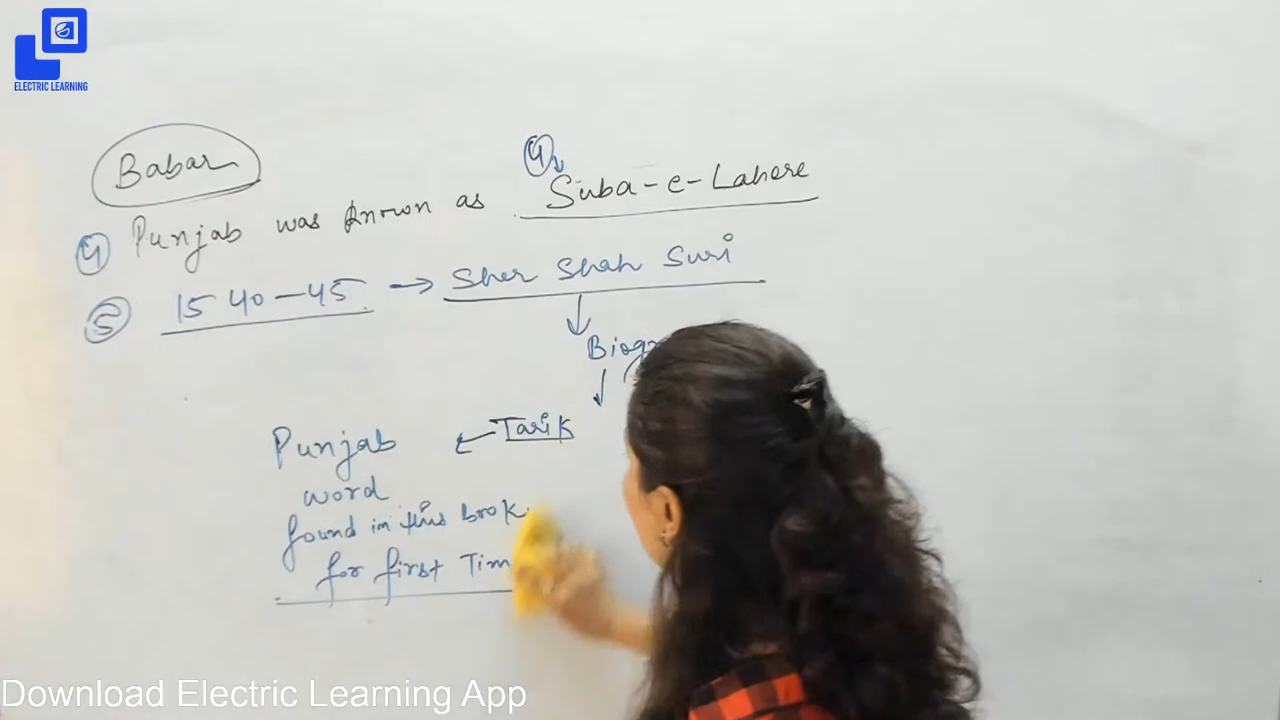 ELECTRIC LEARNING
Babar
4
4 Punjab was known as Suba-e-Lahore
5 1540-45 → Sher Shah Suri
Tarik
Punjab
word
found in this book
for first Tim
Download Electric Learning App